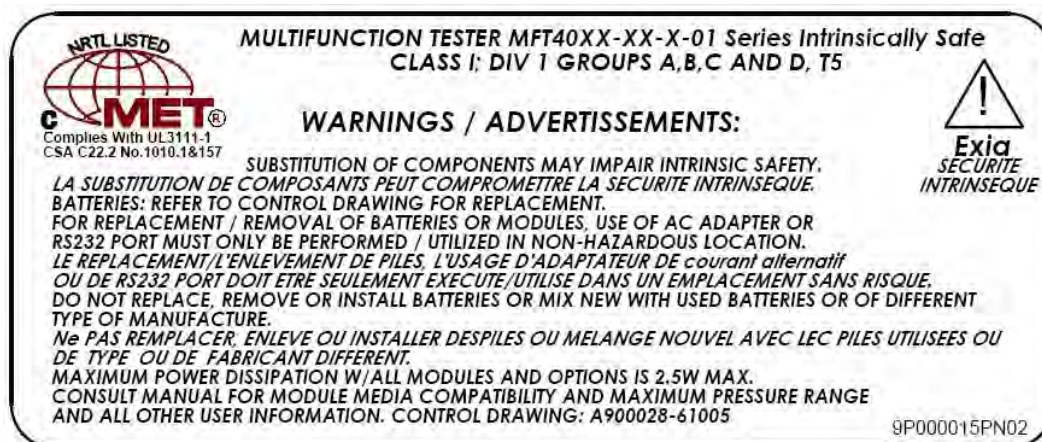 NRTL LISTED
C MET®
Complies With UL3111-1
CSA C22.2 No.1010.1&157
MULTIFUNCTION TESTER MFT40XX-XX-X-01 Series Intrinsically Safe
CLASS I; DIV 1 GROUPS A,B,C AND D, T5
!
Exia
SECURITE
INTRINSEQUE
WARNINGS / ADVERTISSEMENTS:
SUBSTITUTION OF COMPONENTS MAY IMPAIR INTRINSIC SAFETY.
LA SUBSTITUTION DE COMPOSANTS PEUT COMPROMETTRE LA SECURITE INTRINSEQUE.
BATTERIES: REFER TO CONTROL DRAWING FOR REPLACEMENT.
FOR REPLACEMENT / REMOVAL OF BATTERIES OR MODULES, USE OF AC ADAPTER OR
RS232 PORT MUST ONLY BE PERFORMED / UTILIZED IN NON-HAZARDOUS LOCATION.
LE REPLACEMENT/L'ENLEVEMENT DE PILES, L'USAGE D'ADAPTATEUR DE courant alternatif
OU DE RS232 PORT DOIT ETRE SEULEMENT EXECUTE/UTILISE DANS UN EMPLACEMENT SANS RISQUE.
DO NOT REPLACE, REMOVE OR INSTALL BATTERIES OR MIX NEW WITH USED BATTERIES OR OF DIFFERENT
TYPE OF MANUFACTURE.
Ne PAS REMPLACER, ENLEVE OU INSTALLER DESPILES OU MELANGE NOUVEL AVEC LEC PILES UTILISEES OU
DE TYPE OU DE FABRICANT DIFFERENT.
MAXIMUM POWER DISSIPATION W/ALL MODULES AND OPTIONS IS 2.5W MAX.
CONSULT MANUAL FOR MODULE MEDIA COMPATIBILITY AND MAXIMUM PRESSURE RANGE
AND ALL OTHER USER INFORMATION. CONTROL DRAWING: A900028-61005
9P000015PN02